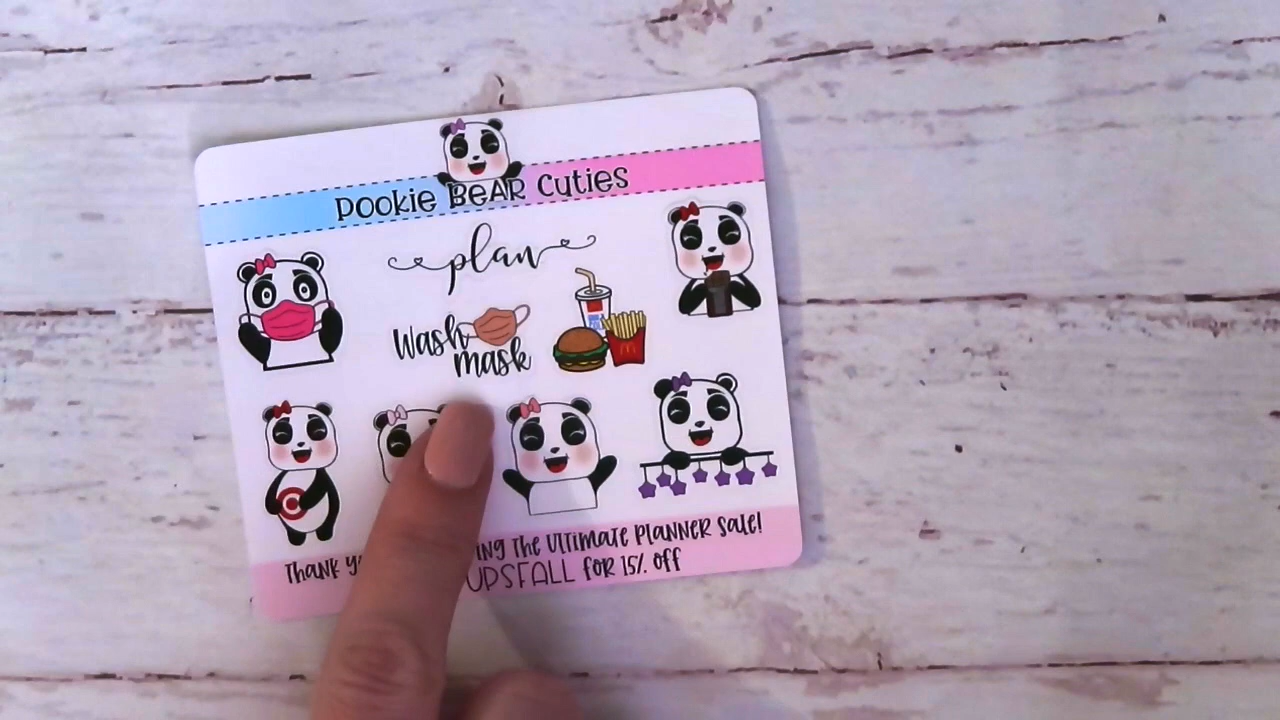 Pookie BEAR Cuties
plan
Wash
mask
Thank ING THE ULTIMATE PLANNER SALE!
UPSFALL FOR 15% OFF